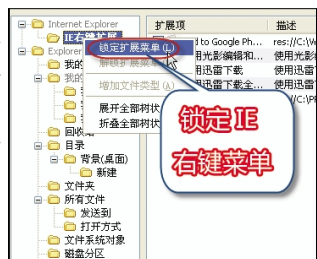 Internet Explorer
IE右键扩展
Explorer
我的
我的
回收站
目录
背景(桌面)
新建
文件夹
所有文件
发送到
打开方式
文件系统对象
磁盘分区
锁定扩展菜单(L)
解锁扩展菜单
增加文件类型(A)
展开全部树状
折叠全部树状
扩展项 描述
d to Google Ph... res://C:\W
用光影编辑和... 使用光影
用迅雷下载 使用迅雷
用迅雷下载全... 使用迅雷
锁定 IE
右键菜单